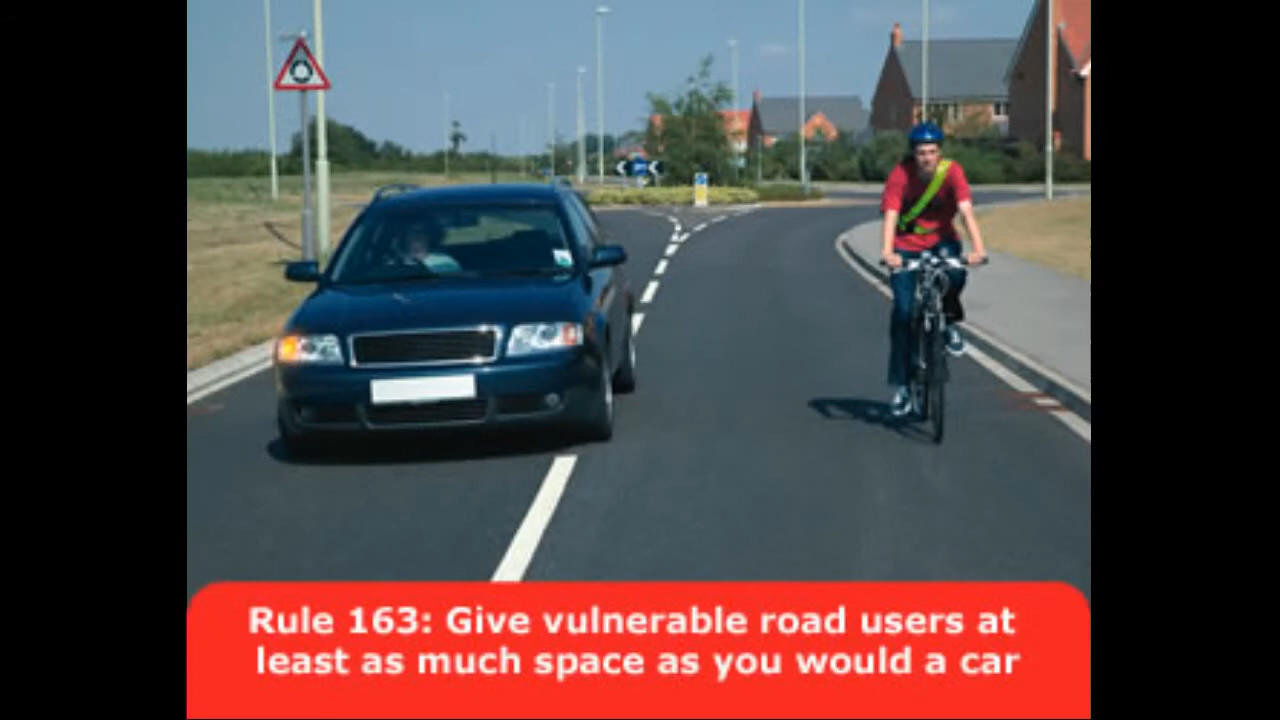 Rule 163: Give vulnerable road users at
least as much space as you would a car